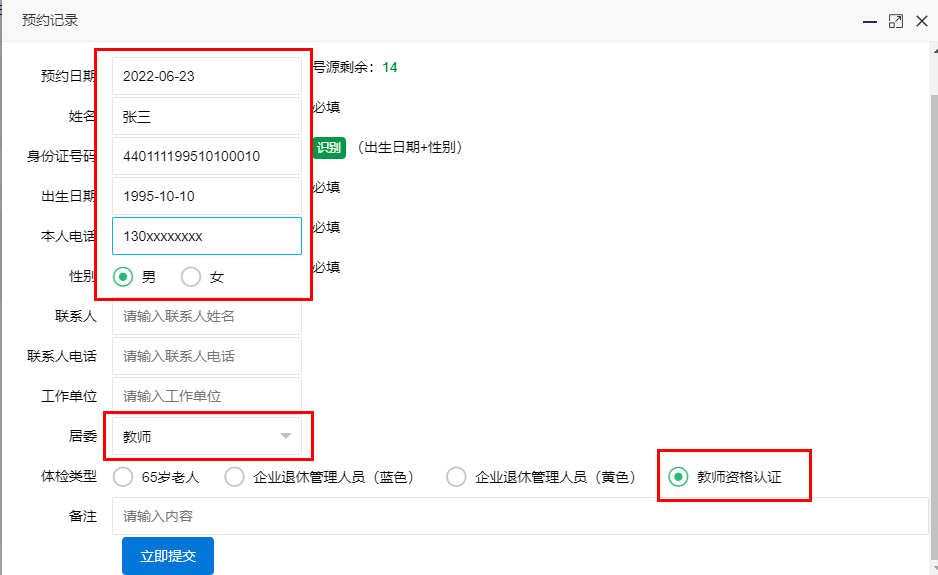 预约记录
预约日期 2022-06-23 号源剩余：14
姓名 张三 必填
身份证号码 440111199510100010 识别 （出生日期+性别）
出生日期 1995-10-10 必填
本人电话 130xxxxxxxx 必填
性别 男 女 必填
联系人 请输入联系人姓名
联系人电话 请输入联系人电话
工作单位 请输入工作单位
居委 教师
体检类型 65岁老人 企业退休管理人员（蓝色） 企业退休管理人员（黄色） 教师资格认证
备注 请输入内容
立即提交